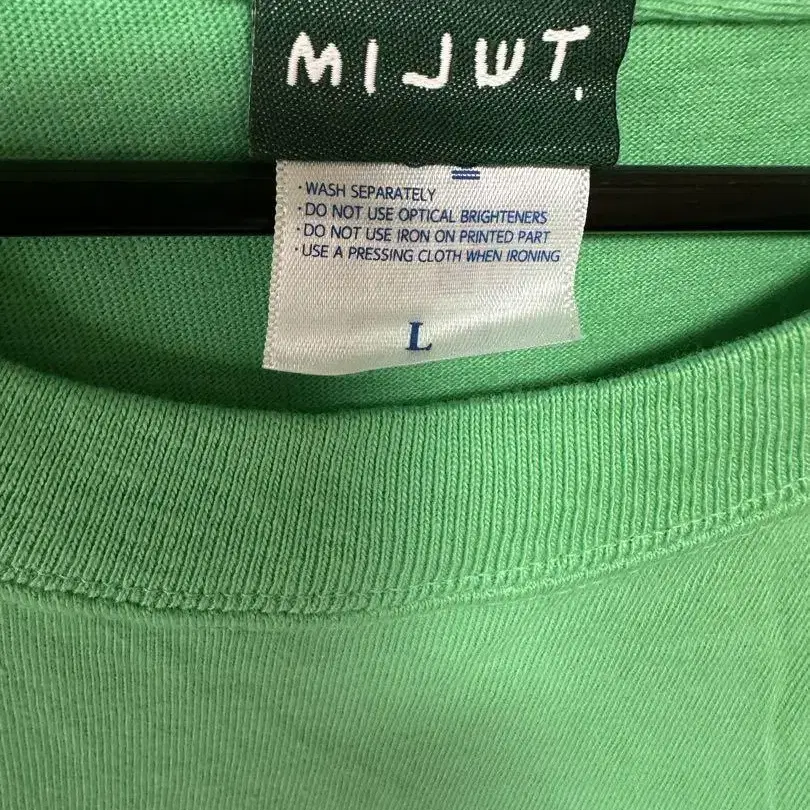 MIJWT.
・WASH SEPARATELY
・DO NOT USE OPTICAL BRIGHTENERS
・DO NOT USE IRON ON PRINTED PART
・USE A PRESSING CLOTH WHEN IRONING
L